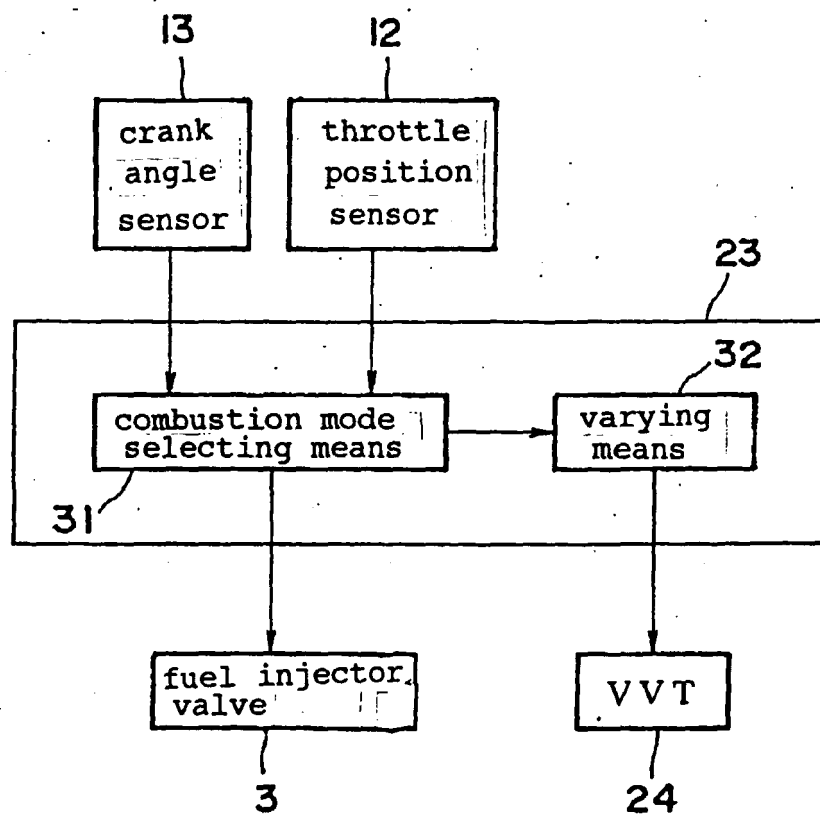 13
12
crank
angle
sensor
throttle
position
sensor
23
32
combustion mode
selecting means
varying
means
31
fuel injector
valve
VVT
3
24